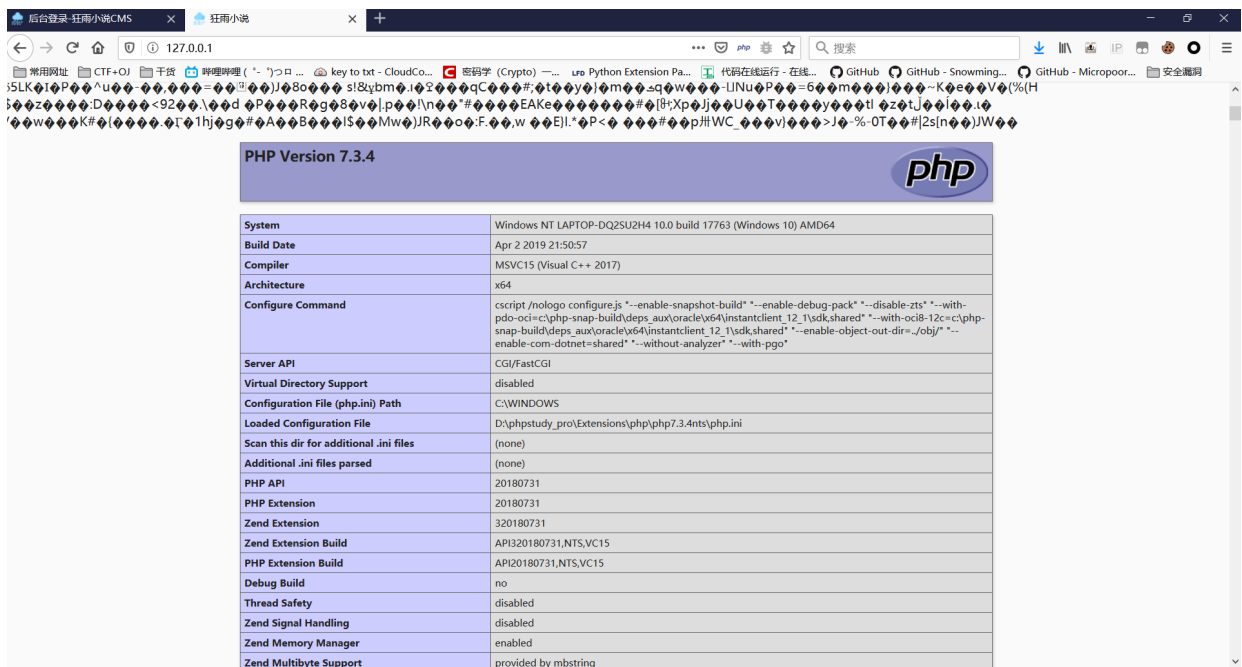 后台登录-狂雨小说CMS
狂雨小说
127.0.0.1
php
搜索
常用网址 CTF+OJ 干货 哔哩哔哩 ( ゜- ゜)つロ ... key to txt - CloudCo... 密码学 (Crypto) 一... LFD Python Extension Pa... 代码在线运行 - 在线... GitHub GitHub - Snowming... GitHub - Micropoor... 安全漏洞
PHP Version 7.3.4
php
System Windows NT LAPTOP-DQ2SU2H4 10.0 build 17763 (Windows 10) AMD64
Build Date Apr 2 2019 21:50:57
Compiler MSVC15 (Visual C++ 2017)
Architecture x64
Configure Command cscript /nologo configure.js "--enable-snapshot-build" "--enable-debug-pack" "--disable-zts" "--with-
pdo-oci=c:\php-snap-build\deps_aux\oracle\x64\instantclient_12_1\sdk,shared" "--with-oci8-12c=c:\php-
snap-build\deps_aux\oracle\x64\instantclient_12_1\sdk,shared" "--enable-object-out-dir=../obj/" "--
enable-com-dotnet=shared" "--without-analyzer" "--with-pgo"
Server API CGI/FastCGI
Virtual Directory Support disabled
Configuration File (php.ini) Path C:\WINDOWS
Loaded Configuration File D:\phpstudy_pro\Extensions\php\php7.3.4nts\php.ini
Scan this dir for additional .ini files (none)
Additional .ini files parsed (none)
PHP API 20180731
PHP Extension 20180731
Zend Extension 320180731
Zend Extension Build API320180731,NTS,VC15
PHP Extension Build API20180731,NTS,VC15
Debug Build no
Thread Safety disabled
Zend Signal Handling disabled
Zend Memory Manager enabled
Zend Multibyte Support provided by mbstring